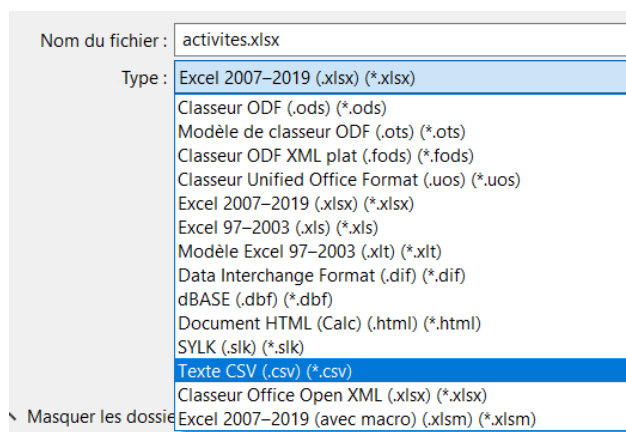 Nom du fichier : activites.xlsx
Type : Excel 2007–2019 (.xlsx) (*.xlsx)
Classeur ODF (.ods) (*.ods)
Modèle de classeur ODF (.ots) (*.ots)
Classeur ODF XML plat (.fods) (*.fods)
Classeur Unified Office Format (.uos) (*.uos)
Excel 2007–2019 (.xlsx) (*.xlsx)
Excel 97–2003 (.xls) (*.xls)
Modèle Excel 97–2003 (.xlt) (*.xlt)
Data Interchange Format (.dif) (*.dif)
dBASE (.dbf) (*.dbf)
Document HTML (Calc) (.html) (*.html)
SYLK (.slk) (*.slk)
Texte CSV (.csv) (*.csv)
Classeur Office Open XML (.xlsx) (*.xlsx)
Masquer les dossie Excel 2007–2019 (avec macro) (.xlsm) (*.xlsm)